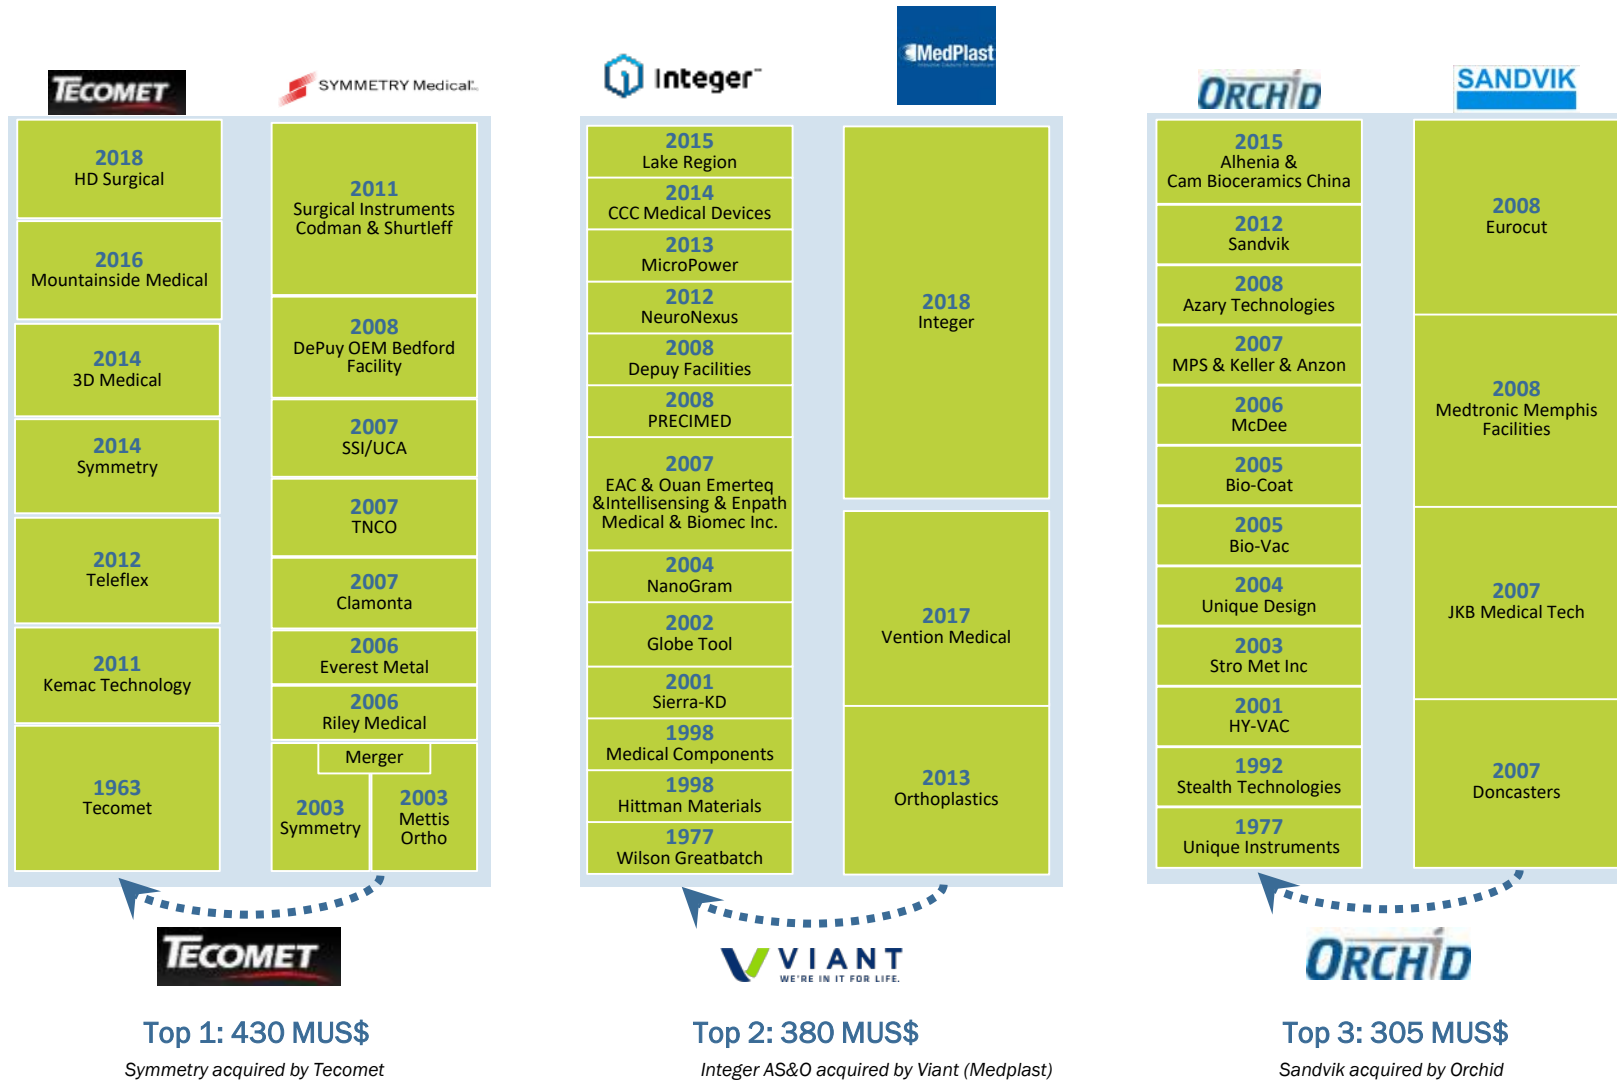 TECOMET
2018
HD Surgical
2016
Mountainside Medical
2014
3D Medical
2014
Symmetry
2012
Teleflex
2011
Kemac Technology
1963
Tecomet
SYMMETRY Medical
2011
Surgical Instruments
Codman & Shurtleff
2008
DePuy OEM Bedford
Facility
2007
SSI/UCA
2007
TNCO
2007
Clamonta
2006
Everest Metal
2006
Riley Medical
Merger
2003
Symmetry
2003
Mettis
Ortho
TECOMET
Top 1: 430 MUS$
Symmetry acquired by Tecomet
Integer
2015
Lake Region
2014
CCC Medical Devices
2013
MicroPower
2012
NeuroNexus
2008
Depuy Facilities
2008
PRECIMED
2007
EAC & Ouan Emerteq
&Intellisensing & Enpath
Medical & Biomec Inc.
2004
NanoGram
2002
Globe Tool
2001
Sierra-KD
1998
Medical Components
1998
Hittman Materials
1977
Wilson Greatbatch
MedPlast
2018
Integer
2017
Vention Medical
2013
Orthoplastics
VIANT
WE'RE IN IT FOR LIFE.
Top 2: 380 MUS$
Integer AS&O acquired by Viant (Medplast)
ORCHID
2015
Alhenia &
Cam Bioceramics China
2012
Sandvik
2008
Azary Technologies
2007
MPS & Keller & Anzon
2006
McDee
2005
Bio-Coat
2005
Bio-Vac
2004
Unique Design
2003
Stro Met Inc
2001
HY-VAC
1992
Stealth Technologies
1977
Unique Instruments
SANDVIK
2008
Eurocut
2008
Medtronic Memphis
Facilities
2007
JKB Medical Tech
2007
Doncasters
ORCHID
Top 3: 305 MUS$
Sandvik acquired by Orchid